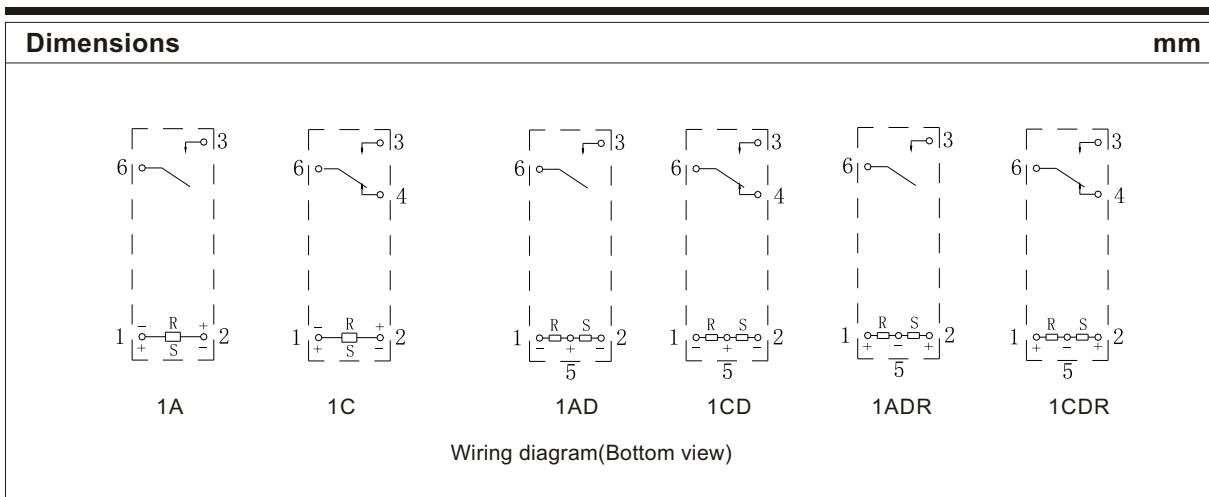 Dimensions mm
3 3 3 3 3 3
6 6 6 6 6 6
4 4 4
- R + - R + R S R S R S R S
1 2 1 2 1 2 1 2 1 2 1 2
+ S - + S - - + - - + - + - + + - +
5 5 5 5
1A 1C 1AD 1CD 1ADR 1CDR
Wiring diagram(Bottom view)